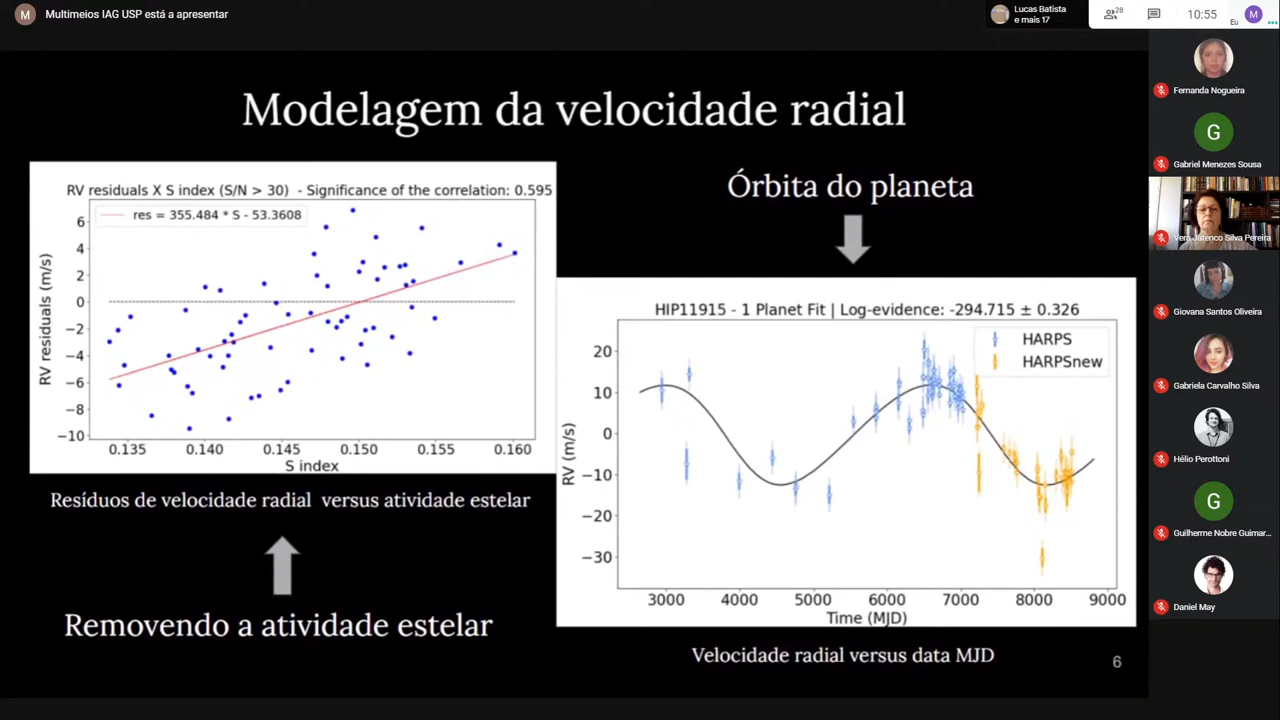 M Multimeios IAG USP está a apresentar
Lucas Batista
e mais 17
28
10:55
Eu
M
Modelagem da velocidade radial
RV residuals X S index (S/N > 30) - Significance of the correlation: 0.595
res = 355.484 * S - 53.3608
RV residuals (m/s)
6
4
2
0
−2
−4
−6
−8
−10
0.135 0.140 0.145 0.150 0.155 0.160
S index
Resíduos de velocidade radial versus atividade estelar
Removendo a atividade estelar
Órbita do planeta
HIP11915 - 1 Planet Fit | Log-evidence: -294.715 ± 0.326
HARPS
HARPSnew
RV (m/s)
20
10
0
−10
−20
−30
3000 4000 5000 6000 7000 8000 9000
Time (MJD)
Velocidade radial versus data MJD
6
Fernanda Nogueira
G
Gabriel Menezes Sousa
Vera Jatenco Silva Pereira
Giovana Santos Oliveira
Gabriela Carvalho Silva
Hélio Perottoni
G
Guilherme Nobre Guimar...
Daniel May